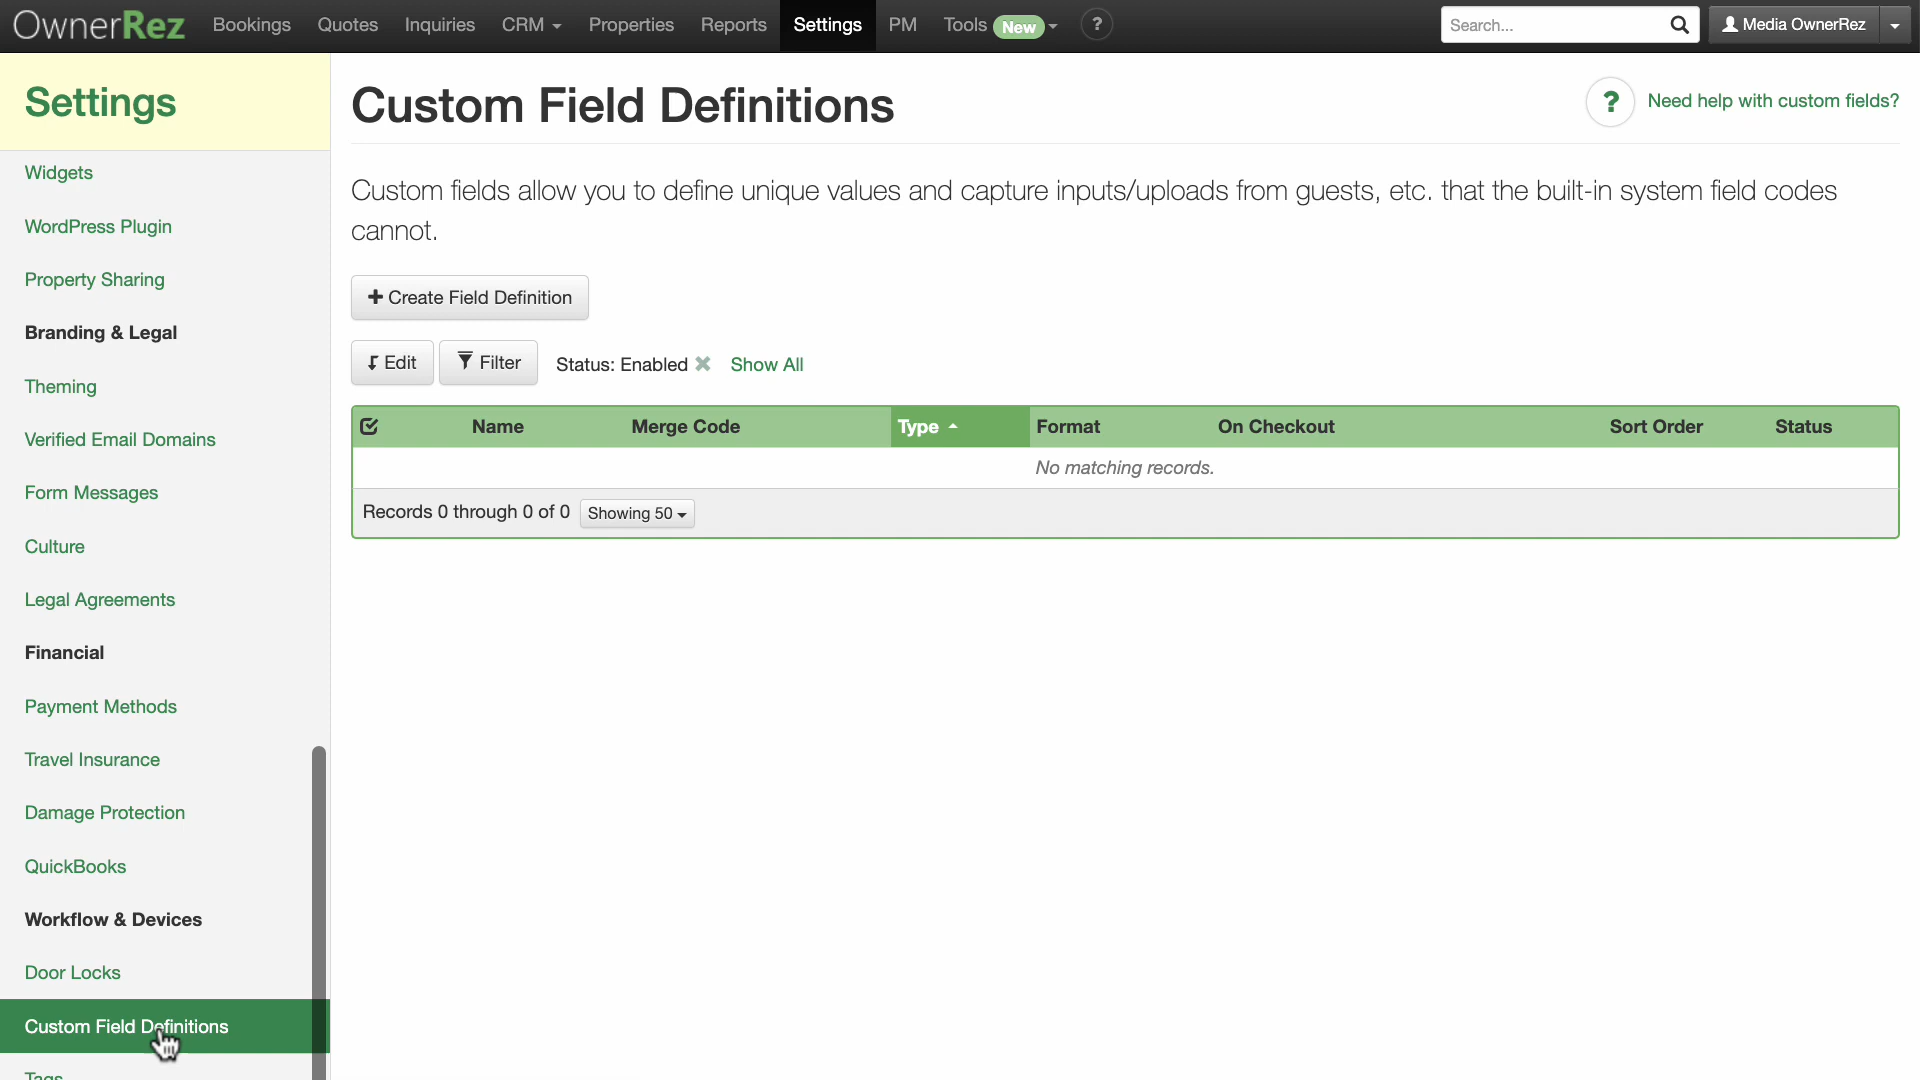 OwnerRez Bookings Quotes Inquiries CRM Properties Reports Settings PM Tools New ? Search... Media OwnerRez
Settings
Widgets
WordPress Plugin
Property Sharing
Branding & Legal
Theming
Verified Email Domains
Form Messages
Culture
Legal Agreements
Financial
Payment Methods
Travel Insurance
Damage Protection
QuickBooks
Workflow & Devices
Door Locks
Custom Field Definitions
Tags
Custom Field Definitions
? Need help with custom fields?
Custom fields allow you to define unique values and capture inputs/uploads from guests, etc. that the built-in system field codes
cannot.
+ Create Field Definition
Edit Filter Status: Enabled Show All
Name Merge Code Type Format On Checkout Sort Order Status
No matching records.
Records 0 through 0 of 0 Showing 50